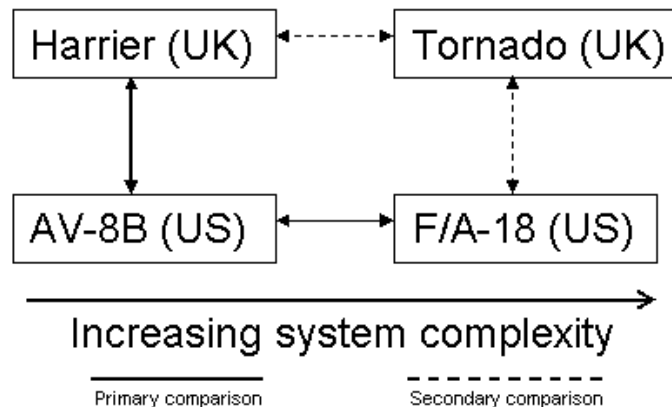 Harrier (UK)
Tornado (UK)
AV-8B (US)
F/A-18 (US)
Increasing system complexity
Primary comparison
Secondary comparison